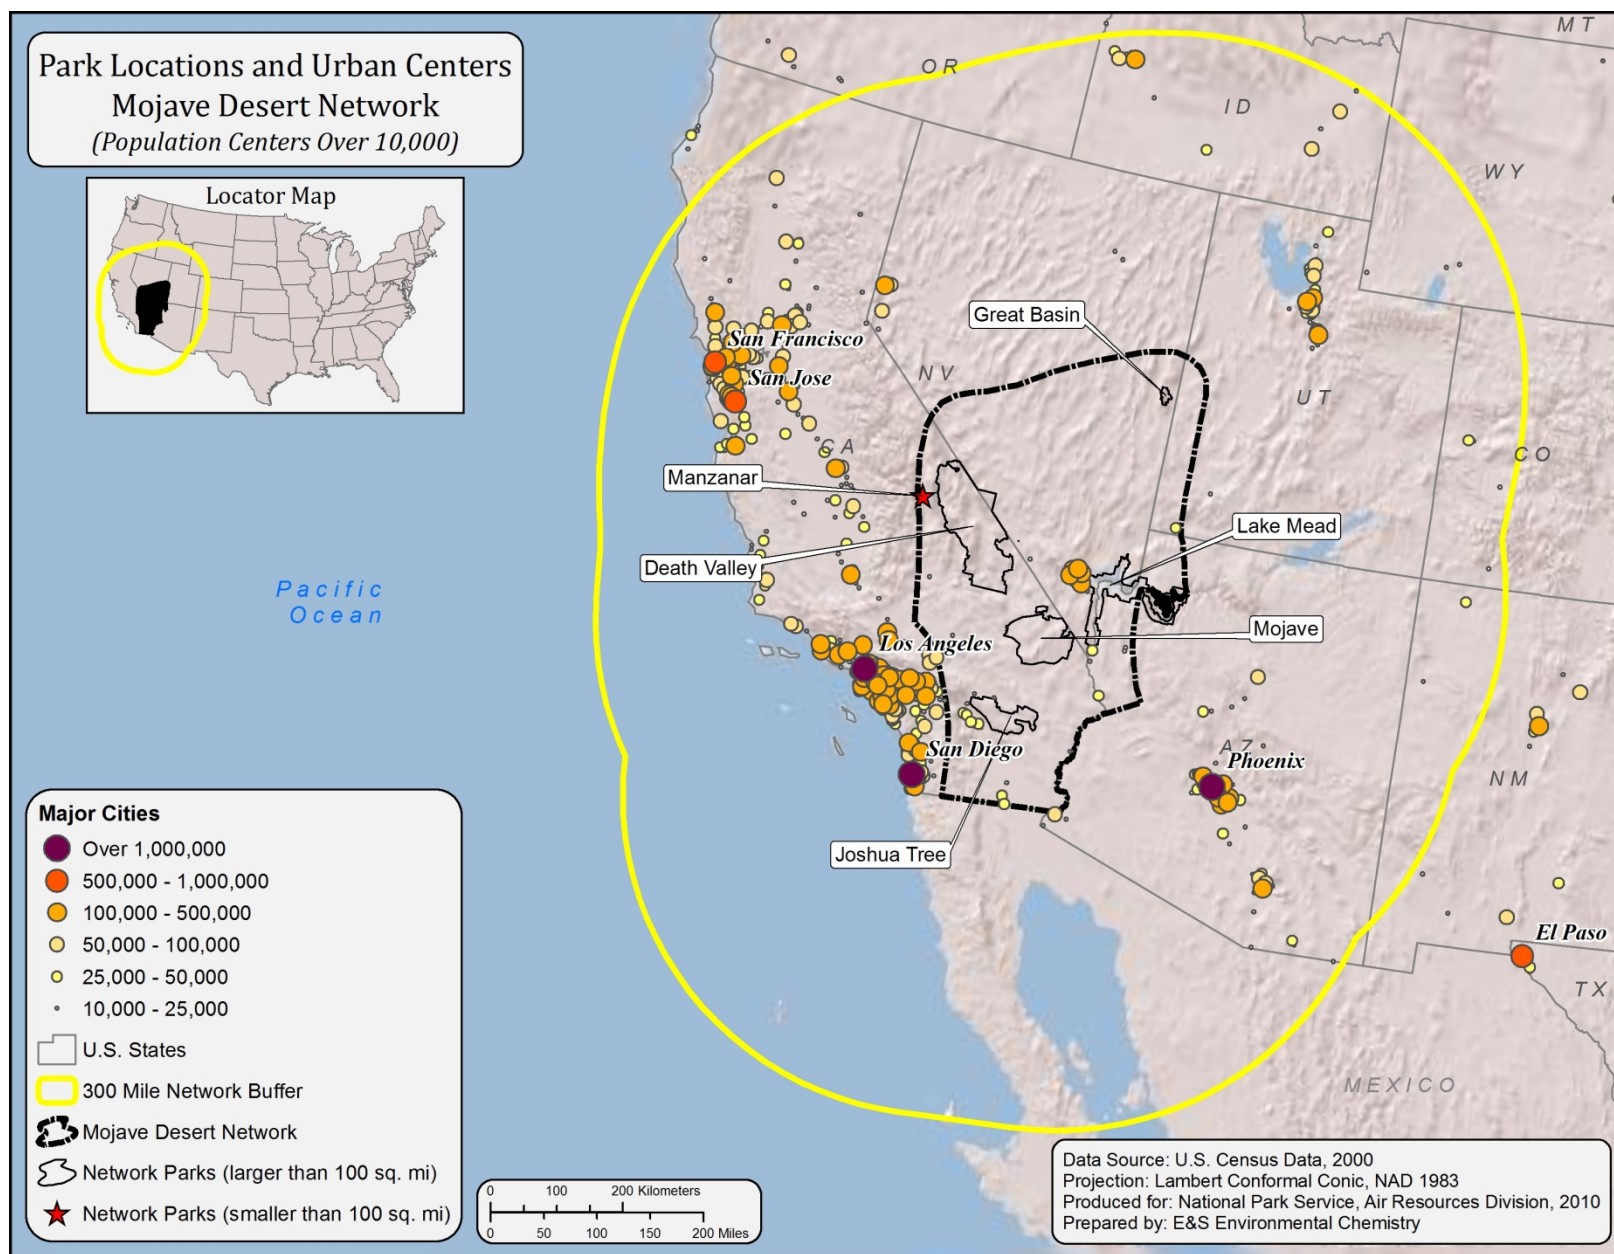 Park Locations and Urban Centers
Mojave Desert Network
(Population Centers Over 10,000)
Locator Map
MT
OR
ID
WY
Great Basin
San Francisco
San Jose
NV
UT
CA
CO
Manzanar
Lake Mead
Death Valley
Pacific
Ocean
Mojave
Los Angeles
San Diego
AZ
Phoenix
NM
Joshua Tree
El Paso
TX
MEXICO
Major Cities
Over 1,000,000
500,000 - 1,000,000
100,000 - 500,000
50,000 - 100,000
25,000 - 50,000
10,000 - 25,000
U.S. States
300 Mile Network Buffer
Mojave Desert Network
Network Parks (larger than 100 sq. mi)
Network Parks (smaller than 100 sq. mi)
0 100 200 Kilometers
0 50 100 150 200 Miles
Data Source: U.S. Census Data, 2000
Projection: Lambert Conformal Conic, NAD 1983
Produced for: National Park Service, Air Resources Division, 2010
Prepared by: E&S Environmental Chemistry